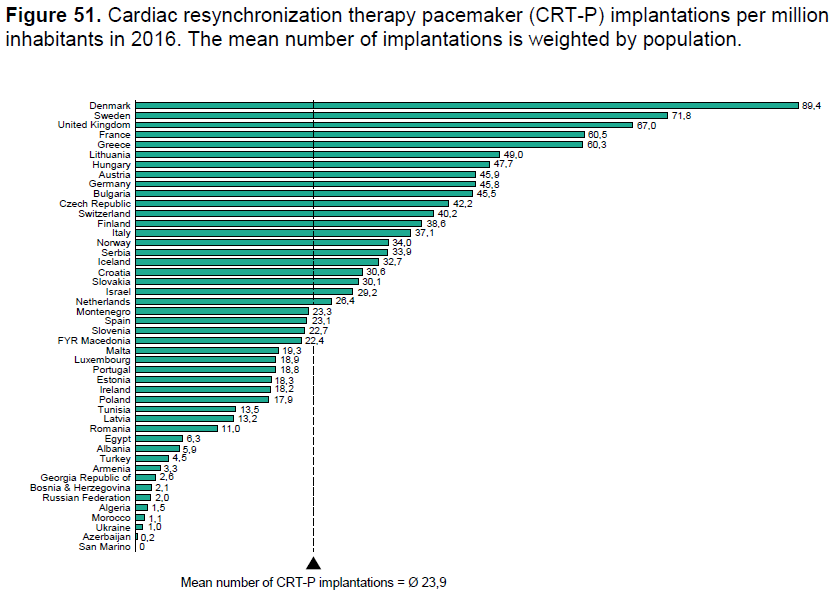 Figure 51. Cardiac resynchronization therapy pacemaker (CRT-P) implantations per million
inhabitants in 2016. The mean number of implantations is weighted by population.
Denmark 89,4
Sweden 71,8
United Kingdom 67,0
France 60,5
Greece 60,3
Lithuania 49,0
Hungary 47,7
Austria 45,9
Germany 45,8
Bulgaria 45,5
Czech Republic 42,2
Switzerland 40,2
Finland 38,6
Italy 37,1
Norway 34,0
Serbia 33,9
Iceland 32,7
Croatia 30,6
Slovakia 30,1
Israel 29,2
Netherlands 26,4
Montenegro 23,3
Spain 23,1
Slovenia 22,7
FYR Macedonia 22,4
Malta 19,3
Luxembourg 18,9
Portugal 18,8
Estonia 18,3
Ireland 18,2
Poland 17,9
Tunisia 13,5
Latvia 13,2
Romania 11,0
Egypt 6,3
Albania 5,9
Turkey 4,5
Armenia 3,3
Georgia Republic of 2,6
Bosnia & Herzegovina 2,1
Russian Federation 2,0
Algeria 1,5
Morocco 1,1
Ukraine 1,0
Azerbaijan 0,2
San Marino 0
Mean number of CRT-P implantations = Ø 23,9